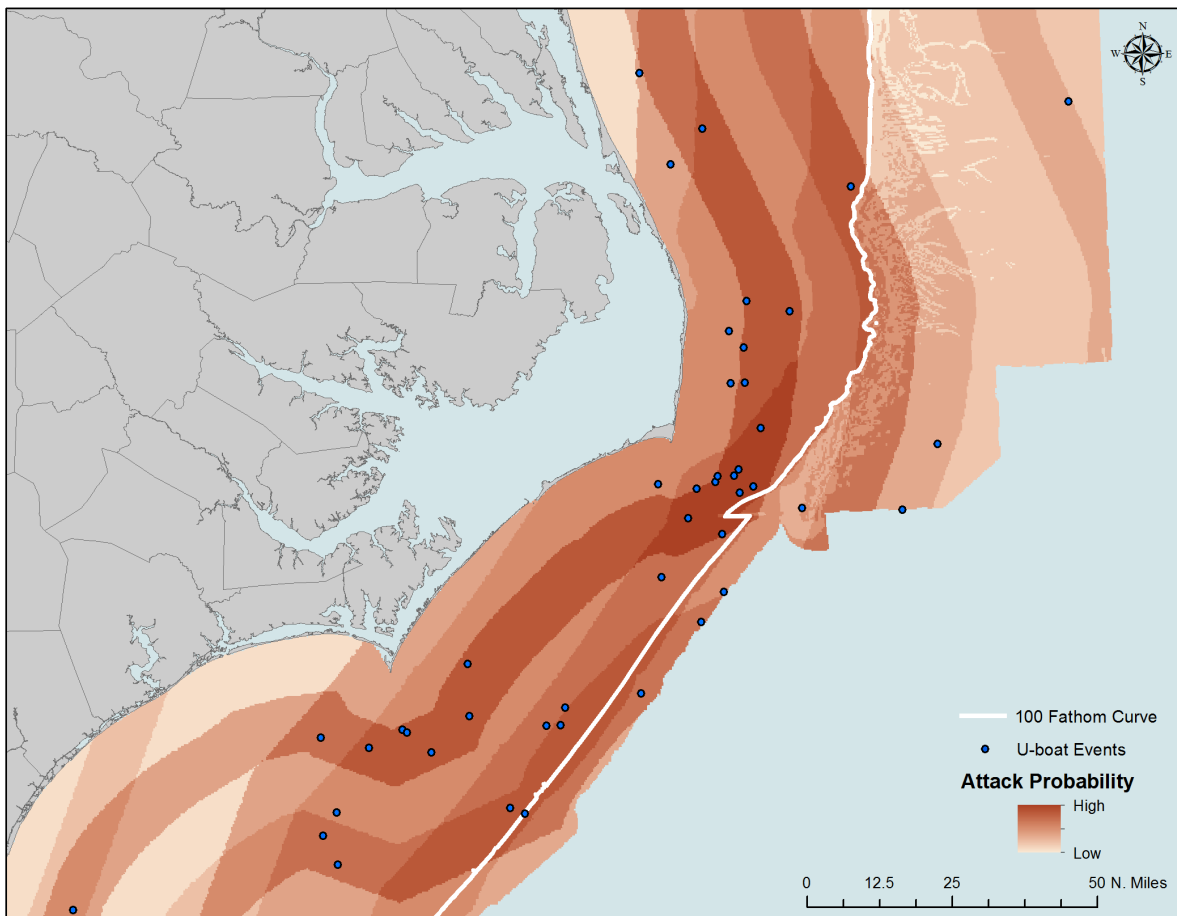 N
W E
S
100 Fathom Curve
U-boat Events
Attack Probability
High
Low
0 12.5 25 50 N. Miles